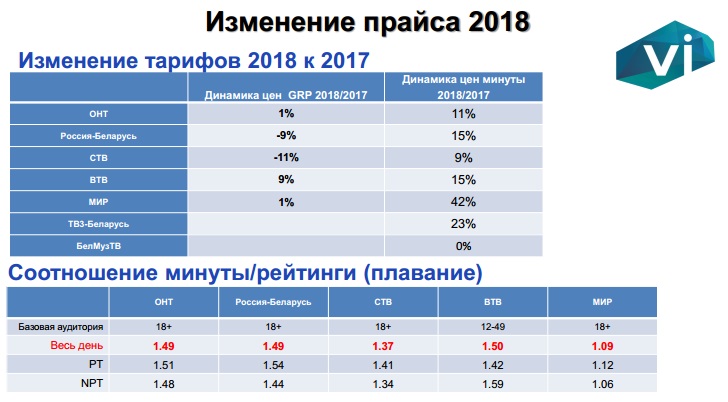 Изменение прайса 2018
vi
Изменение тарифов 2018 к 2017
Динамика цен GRP 2018/2017 Динамика цен минуты 2018/2017
ОНТ 1% 11%
Россия-Беларусь -9% 15%
СТВ -11% 9%
ВТВ 9% 15%
МИР 1% 42%
ТВ3-Беларусь 23%
БелМузТВ 0%
Соотношение минуты/рейтинги (плавание)
ОНТ Россия-Беларусь СТВ ВТВ МИР
Базовая аудитория 18+ 18+ 18+ 12-49 18+
Весь день 1.49 1.49 1.37 1.50 1.09
PT 1.51 1.54 1.41 1.42 1.12
NPT 1.48 1.44 1.34 1.59 1.06